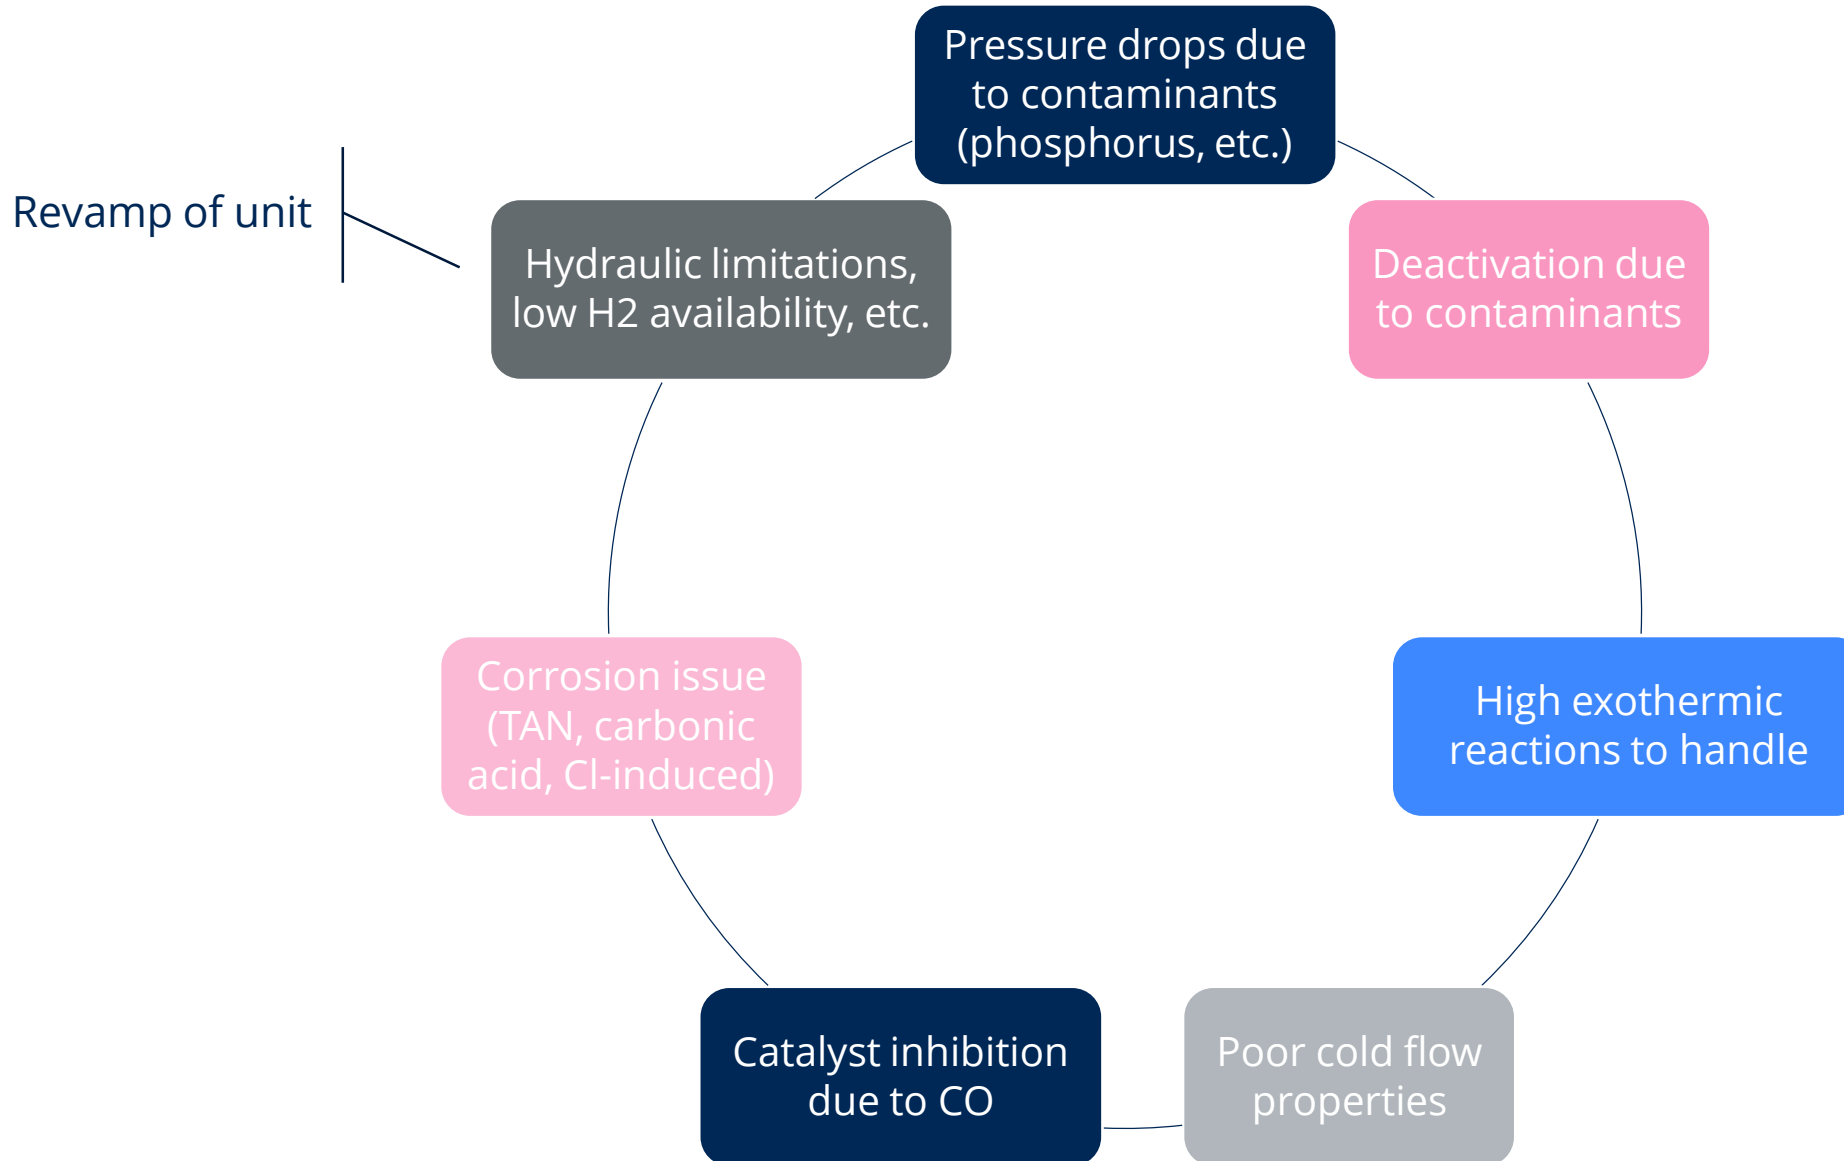 Pressure drops due
to contaminants
(phosphorus, etc.)
Revamp of unit
Hydraulic limitations,
low H2 availability, etc.
Deactivation due
to contaminants
Corrosion issue
(TAN, carbonic
acid, Cl-induced)
High exothermic
reactions to handle
Catalyst inhibition
due to CO
Poor cold flow
properties